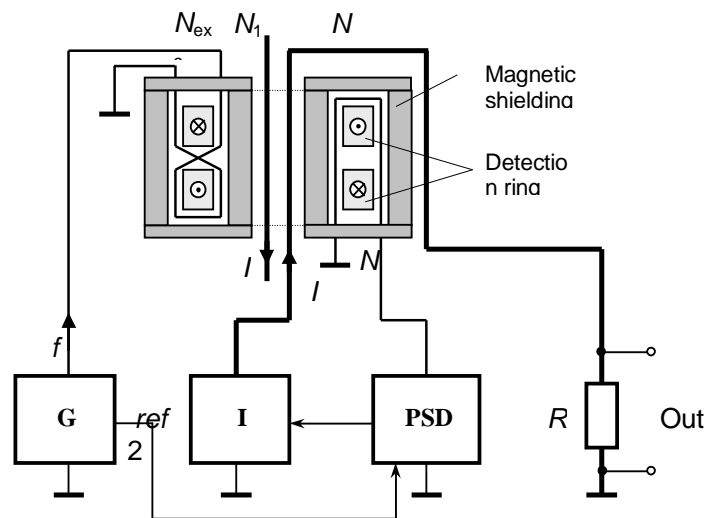 Nex N1 N
Magnetic
shielding
Detectio
n ring
I I N
f
G ref 2
I
PSD
R
Out